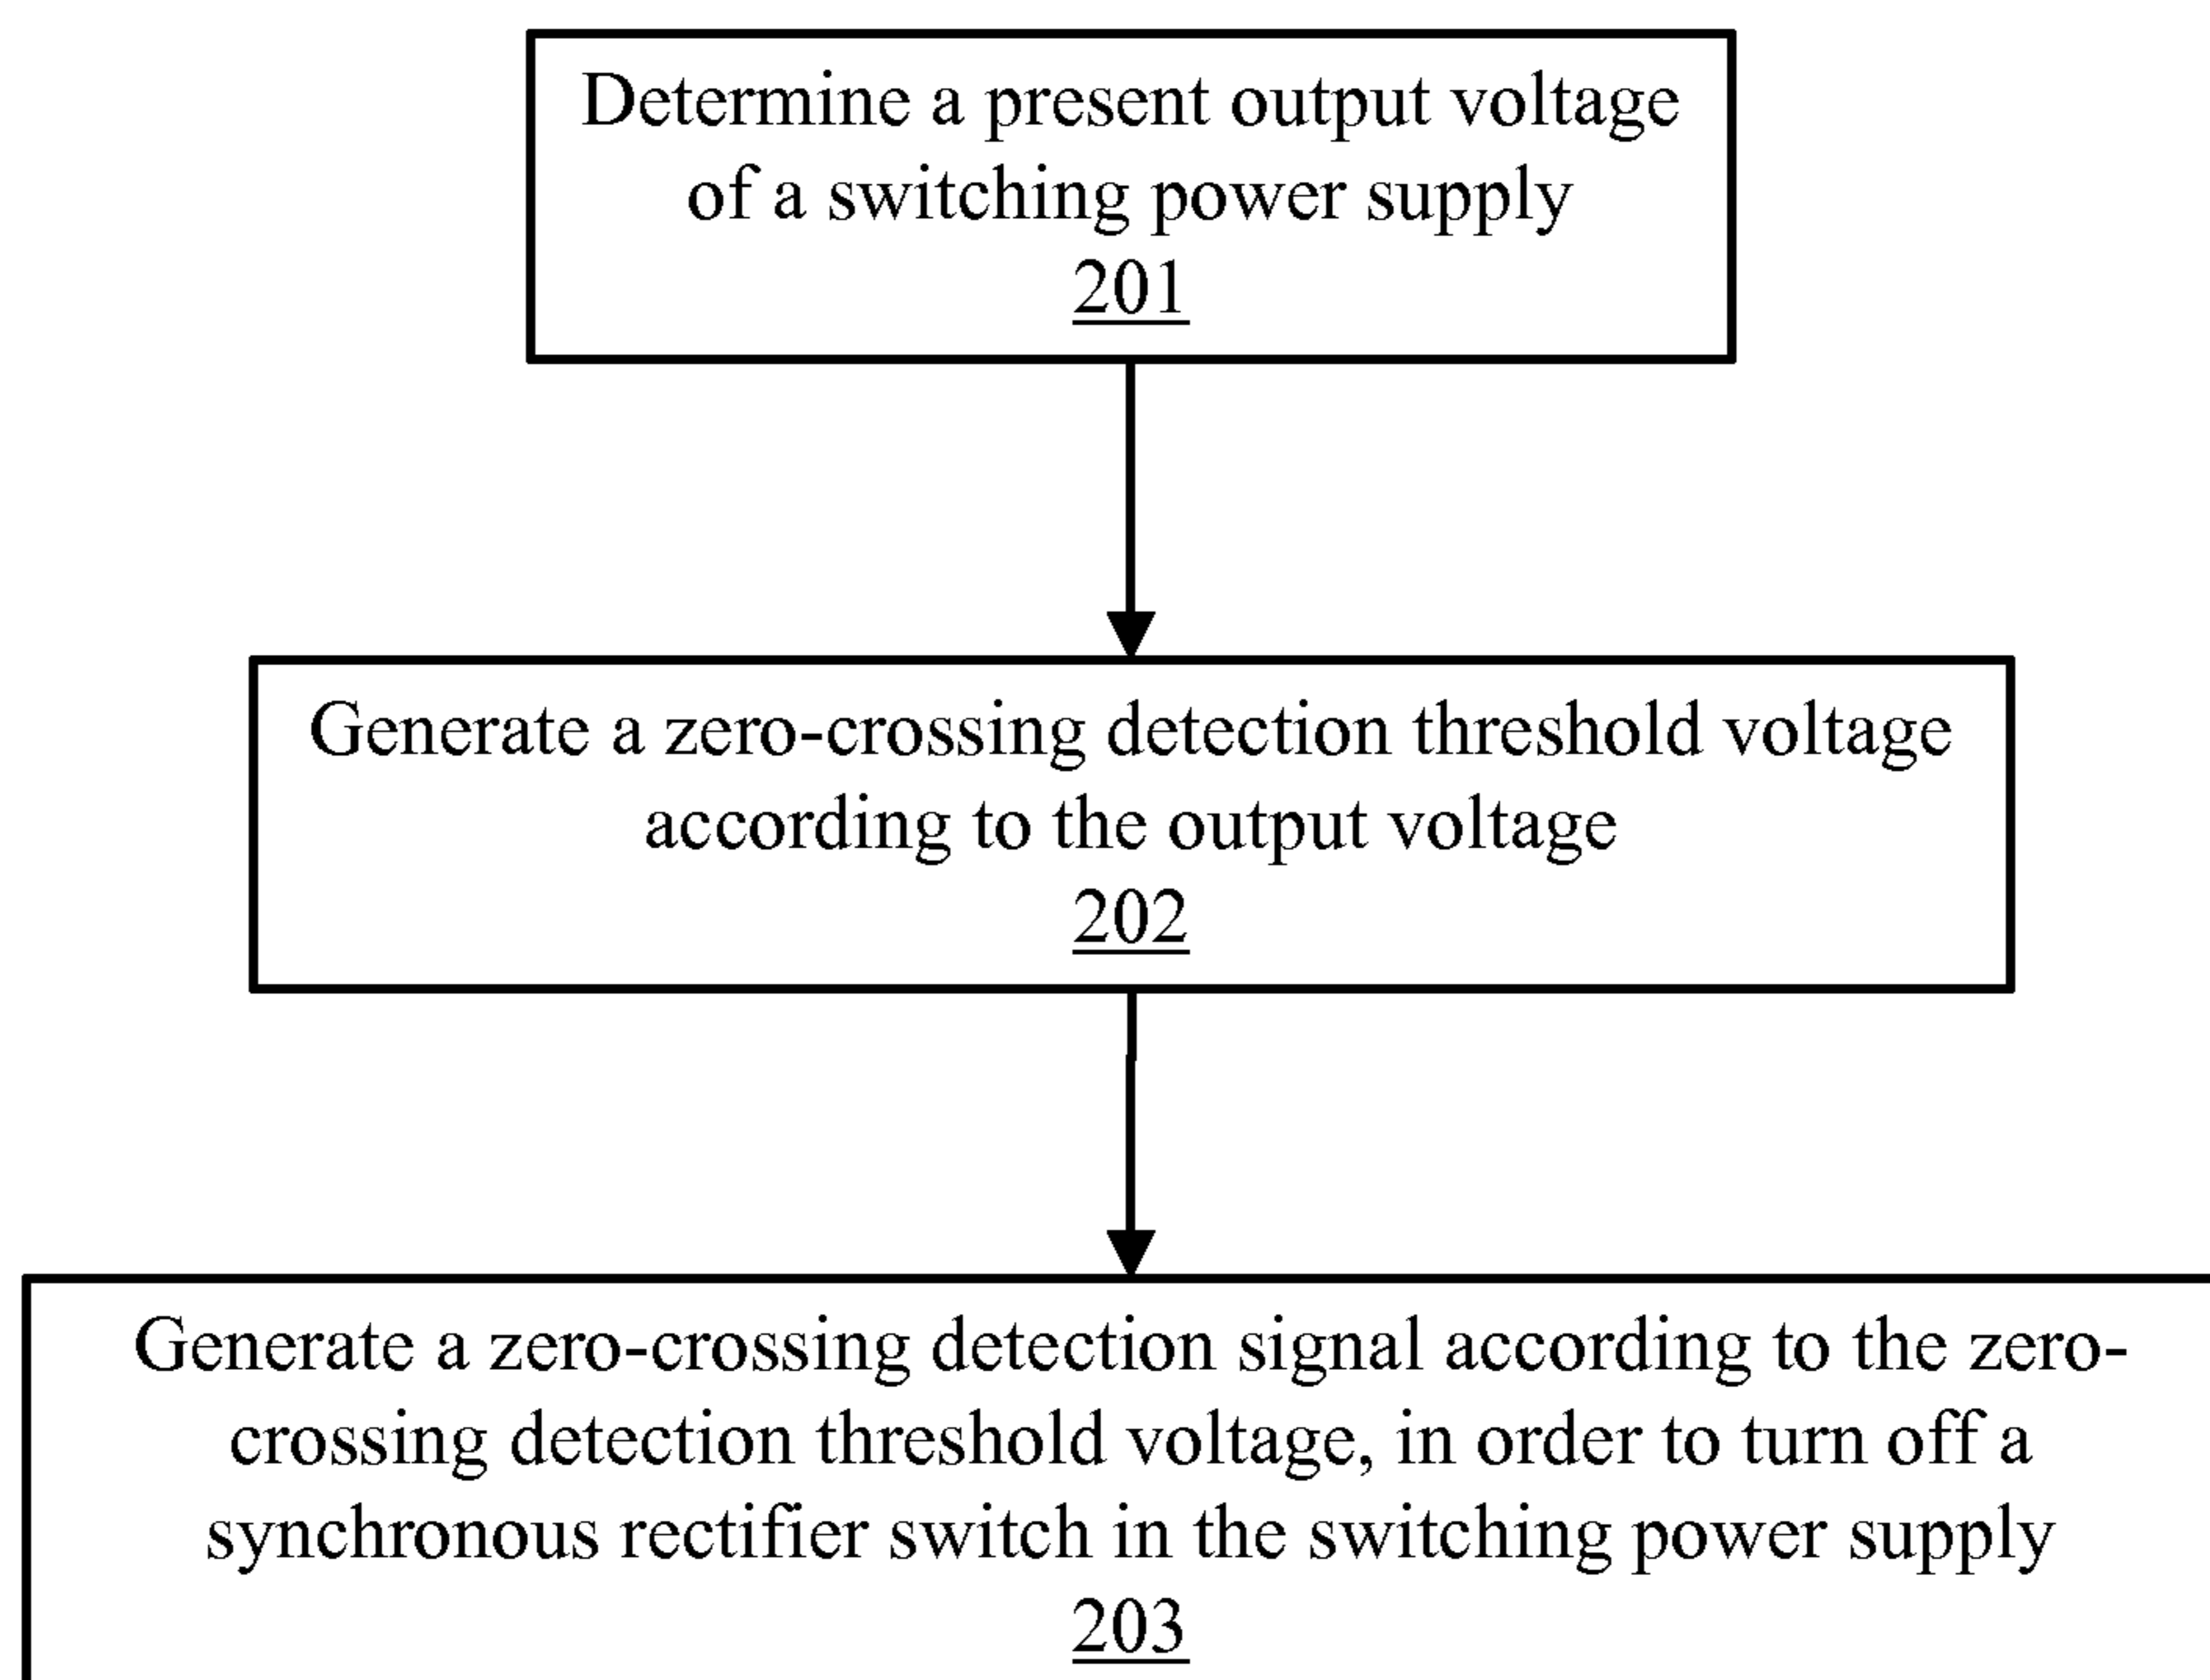 Determine a present output voltage
of a switching power supply
201
Generate a zero-crossing detection threshold voltage
according to the output voltage
202
Generate a zero-crossing detection signal according to the zero-
crossing detection threshold voltage, in order to turn off a
synchronous rectifier switch in the switching power supply
203